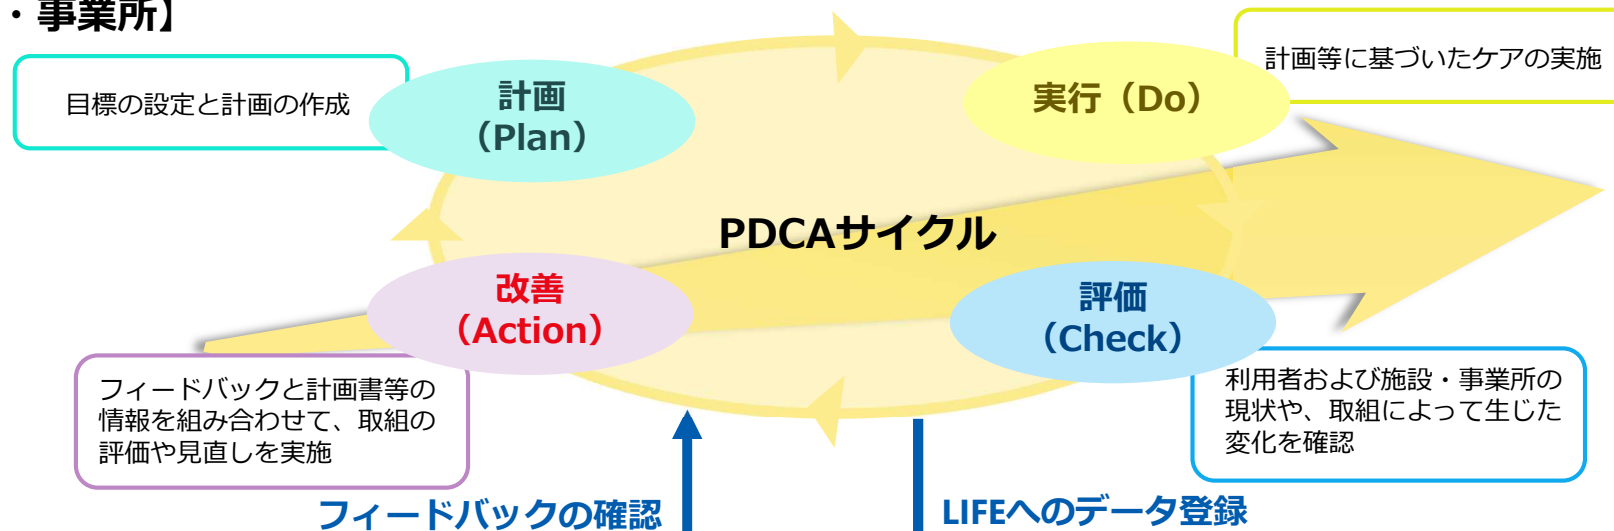 ・事業所】
目標の設定と計画の作成
計画
（Plan）
実行（Do）
計画等に基づいたケアの実施
PDCAサイクル
改善
（Action）
評価
（Check）
フィードバックと計画書等の
情報を組み合わせて、取組の
評価や見直しを実施
利用者および施設・事業所の
現状や、取組によって生じた
変化を確認
フィードバックの確認
LIFEへのデータ登録